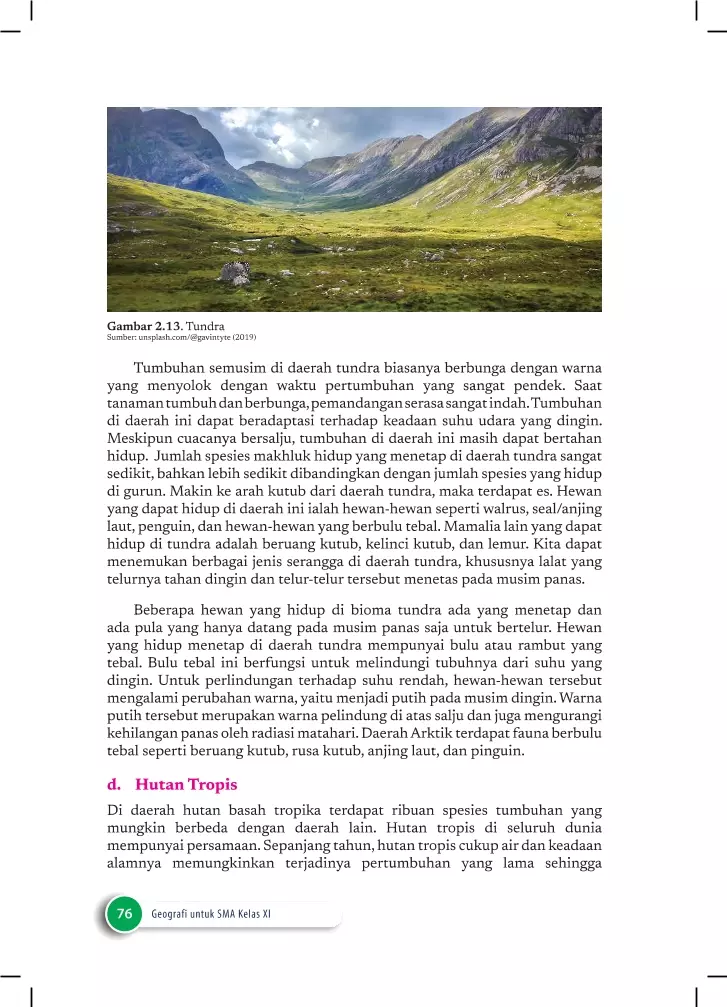 Gambar 2.13. Tundra
Sumber: unsplash.com/@gavintyte (2019)
Tumbuhan semusim di daerah tundra biasanya berbunga dengan warna
yang menyolok dengan waktu pertumbuhan yang sangat pendek. Saat
tanaman tumbuh dan berbunga, pemandangan serasa sangat indah. Tumbuhan
di daerah ini dapat beradaptasi terhadap keadaan suhu udara yang dingin.
Meskipun cuacanya bersalju, tumbuhan di daerah ini masih dapat bertahan
hidup. Jumlah spesies makhluk hidup yang menetap di daerah tundra sangat
sedikit, bahkan lebih sedikit dibandingkan dengan jumlah spesies yang hidup
di gurun. Makin ke arah kutub dari daerah tundra, maka terdapat es. Hewan
yang dapat hidup di daerah ini ialah hewan-hewan seperti walrus, seal/anjing
laut, penguin, dan hewan-hewan yang berbulu tebal. Mamalia lain yang dapat
hidup di tundra adalah beruang kutub, kelinci kutub, dan lemur. Kita dapat
menemukan berbagai jenis serangga di daerah tundra, khususnya lalat yang
telurnya tahan dingin dan telur-telur tersebut menetas pada musim panas.
Beberapa hewan yang hidup di bioma tundra ada yang menetap dan
ada pula yang hanya datang pada musim panas saja untuk bertelur. Hewan
yang hidup menetap di daerah tundra mempunyai bulu atau rambut yang
tebal. Bulu tebal ini berfungsi untuk melindungi tubuhnya dari suhu yang
dingin. Untuk perlindungan terhadap suhu rendah, hewan-hewan tersebut
mengalami perubahan warna, yaitu menjadi putih pada musim dingin. Warna
putih tersebut merupakan warna pelindung di atas salju dan juga mengurangi
kehilangan panas oleh radiasi matahari. Daerah Arktik terdapat fauna berbulu
tebal seperti beruang kutub, rusa kutub, anjing laut, dan pinguin.
d. Hutan Tropis
Di daerah hutan basah tropika terdapat ribuan spesies tumbuhan yang
mungkin berbeda dengan daerah lain. Hutan tropis di seluruh dunia
mempunyai persamaan. Sepanjang tahun, hutan tropis cukup air dan keadaan
alamnya memungkinkan terjadinya pertumbuhan yang lama sehingga
76 Geografi untuk SMA Kelas XI